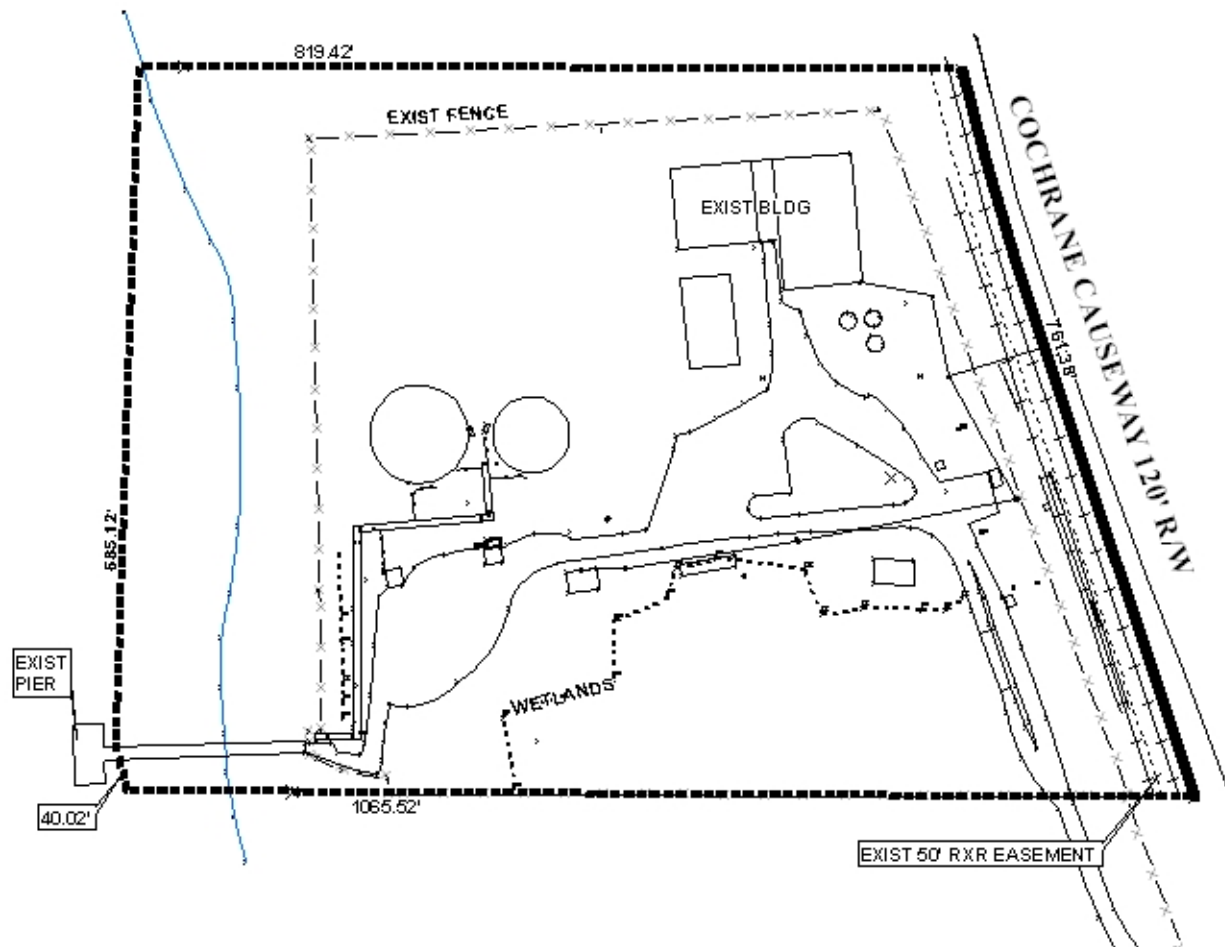 819.42'
EXIST FENCE
COCHRANE CAUSEWAY 120' R/W
EXIST BLDG
761.38'
685.12'
EXIST
PIER
WETLANDS
40.02'
1065.52'
EXIST 50' RXR EASEMENT